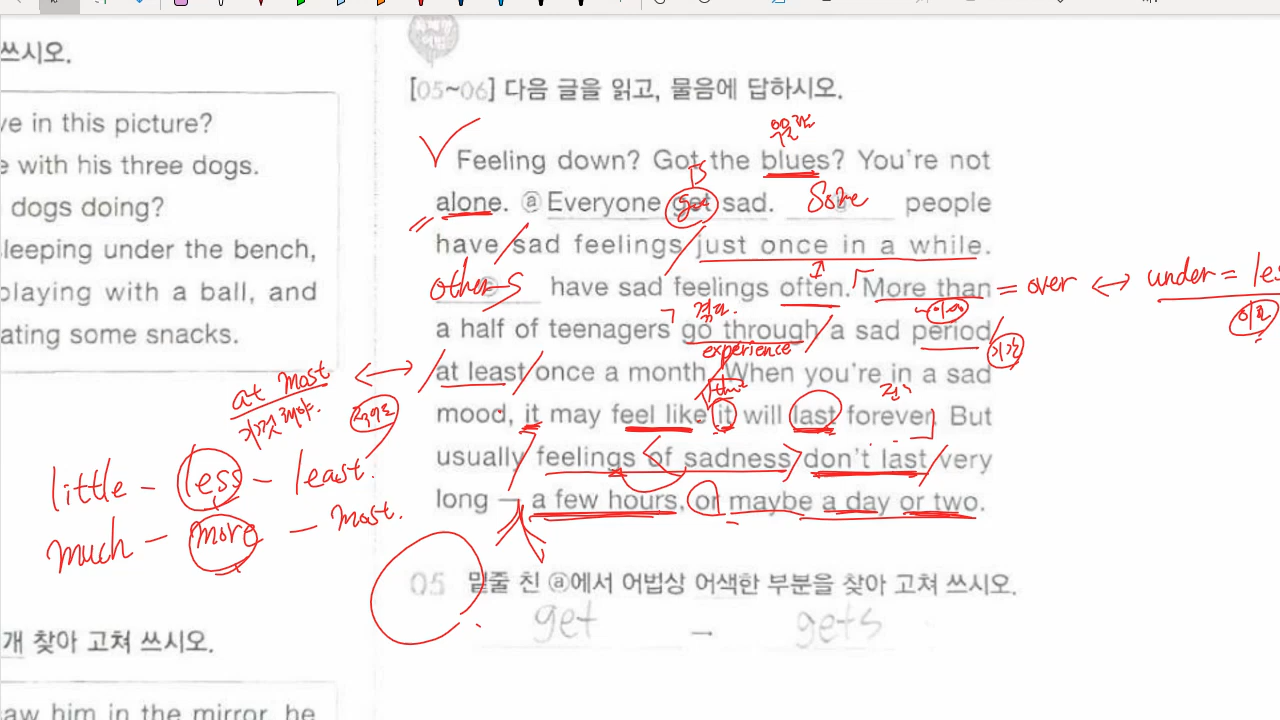 쓰시오.
ve in this picture?
e with his three dogs.
dogs doing?
sleeping under the bench,
playing with a ball, and
eating some snacks.
개 찾아 고쳐 쓰시오.
saw him in the mirror, he
[05~06] 다음 글을 읽고, 물음에 답하시오.
Feeling down? Got the blues? You're not
alone. ⓐ Everyone get sad. Some people
have sad feelings just once in a while.
others have sad feelings often. More than = over ↔ under = les
이하
a half of teenagers go through a sad period
experience
기간
at most ↔ at least once a month. When you're in a sad
mood, it may feel like it will last forever. But
usually feelings of sadness don't last very
long — a few hours, or maybe a day or two.
little - less - least.
much - more - most.
05 밑줄 친 ⓐ에서 어법상 어색한 부분을 찾아 고쳐 쓰시오.
get → gets